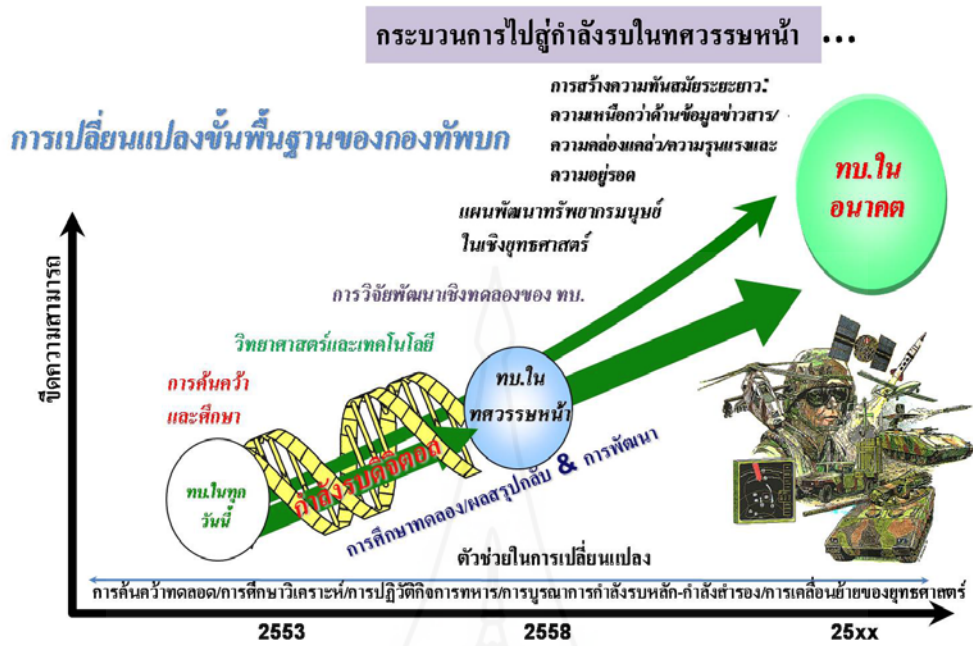 กระบวนการไปสู่กำลังรบในทศวรรษหน้า ...
การสร้างความทันสมัยระยะยาว:
ความเหนือกว่าด้านข้อมูลข่าวสาร/
ความคล่องแคล่ว/ความรุนแรงและ
ความอยู่รอด
การเปลี่ยนแปลงขั้นพื้นฐานของกองทัพบก
ทบ.ใน
อนาคต
แผนพัฒนาทรัพยากรมนุษย์
ในเชิงยุทธศาสตร์
การวิจัยพัฒนาเชิงทดลองของ ทบ.
วิทยาศาสตร์และเทคโนโลยี
ขีดความสามารถ
การค้นคว้า
และศึกษา
ทบ.ใน
ทศวรรษหน้า
กำลังรบดิจิตอล
ทบ.ในทุก
วันนี้
การศึกษาทดลอง/ผลสรุปกลับ & การพัฒนา
ตัวช่วยในการเปลี่ยนแปลง
การค้นคว้าทดลอด/การศึกษาวิเคราะห์/การปฏิวัติกิจการทหาร/การบูรณาการกำลังรบหลัก-กำลังสำรอง/การเคลื่อนย้ายของยุทธศาสตร์
2553
2558
25xx